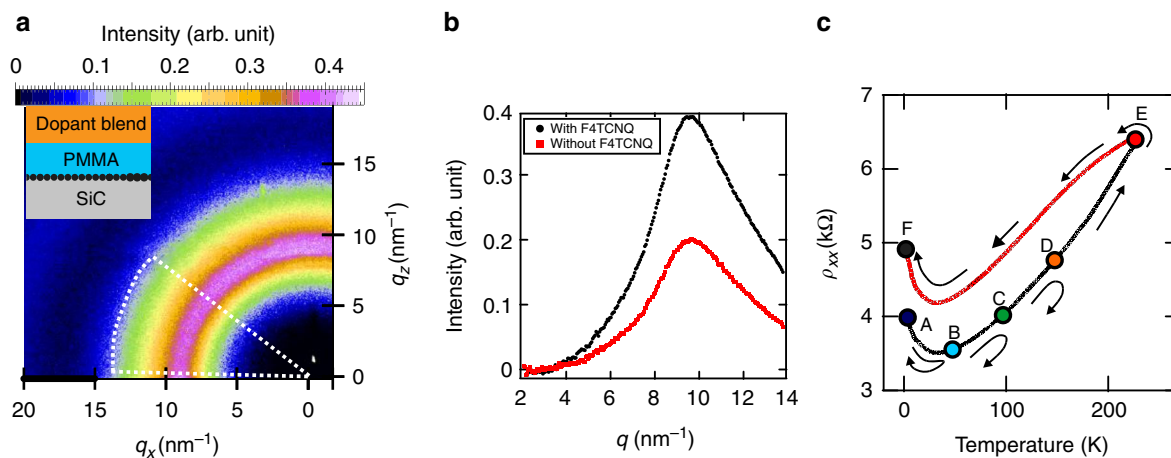 a
Intensity (arb. unit)
0 0.1 0.2 0.3 0.4
Dopant blend
PMMA
SiC
15
10
5
0
q_z (nm⁻¹)
20 15 10 5 0
q_x (nm⁻¹)
b
0.4
0.3
0.2
0.1
0
Intensity (arb. unit)
With F4TCNQ
Without F4TCNQ
2 4 6 8 10 12 14
q (nm⁻¹)
c
7
6
5
4
3
ρ_xx (kΩ)
E
F
D
C
A
B
0 100 200
Temperature (K)